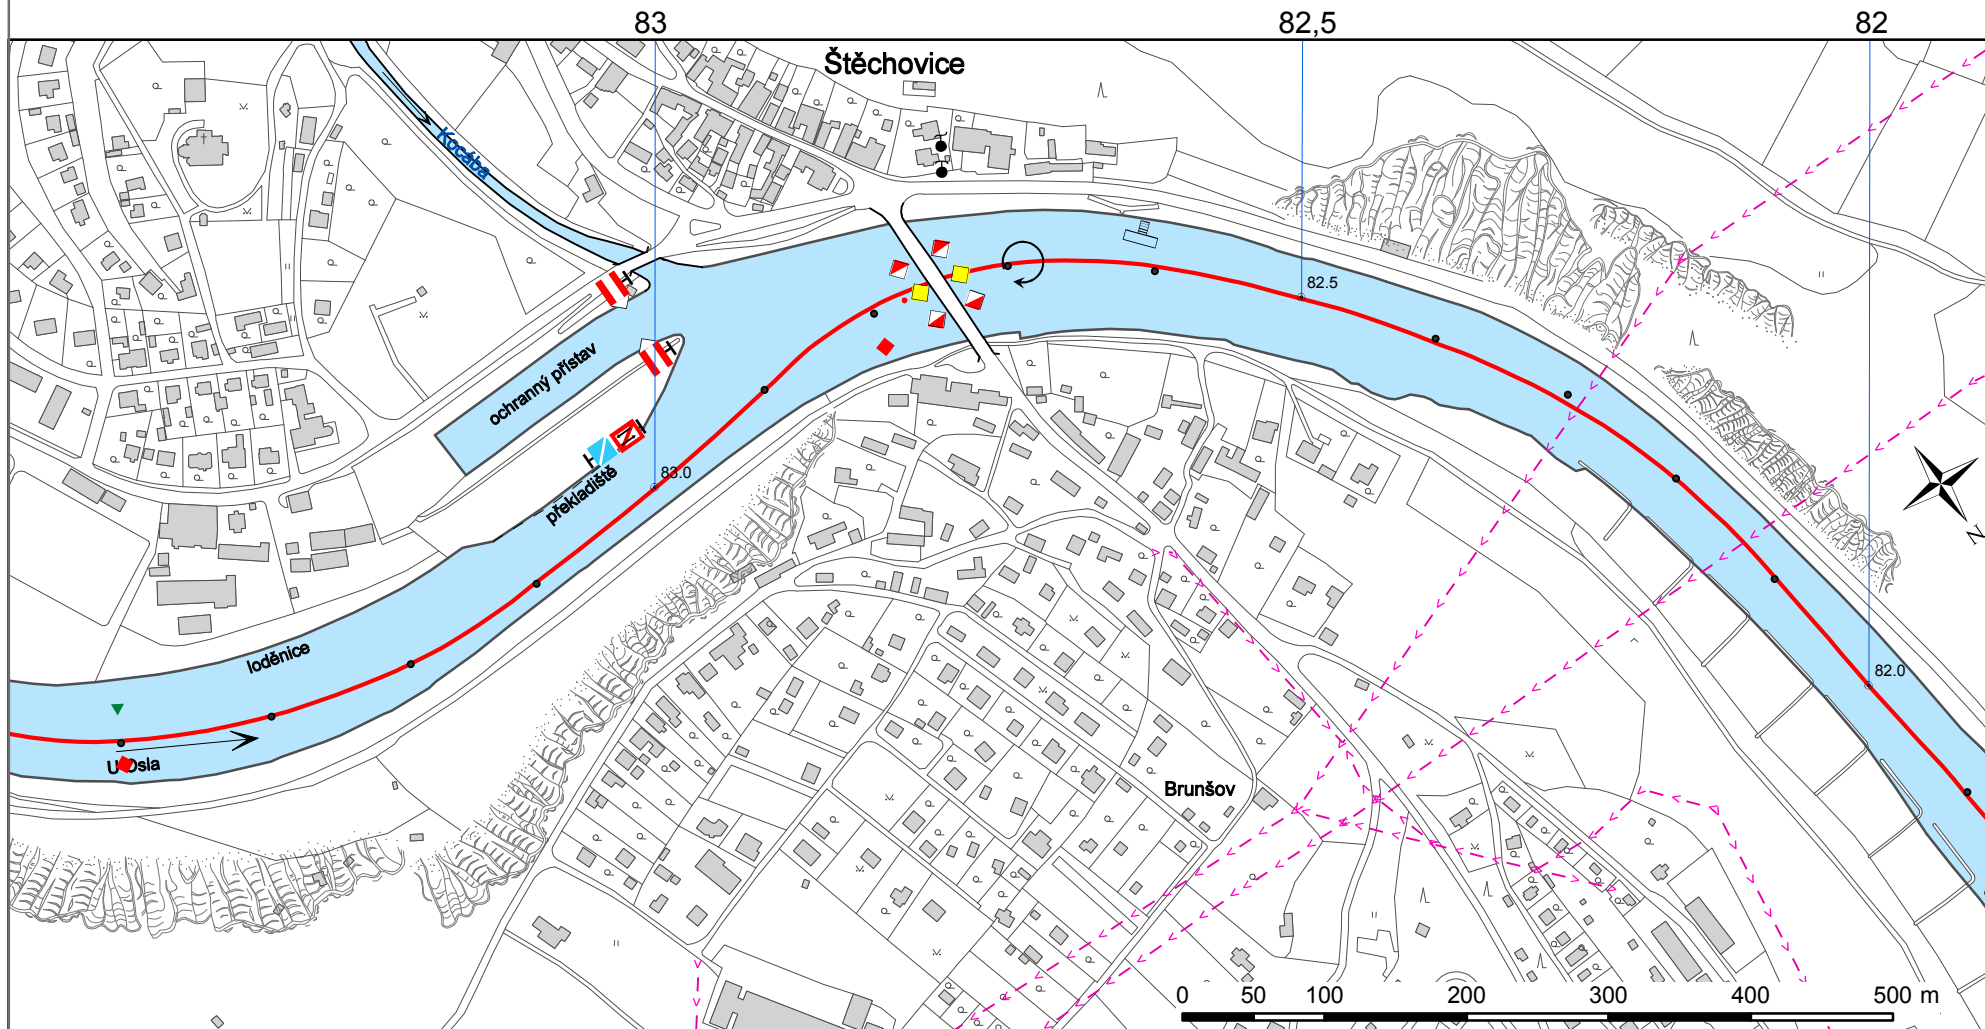 83 82,5 82
Štěchovice
Kocába
82.5
ochranný přístav
83.0
překladiště
N
loděnice
82.0
U Osla
Brunšov
0 50 100 200 300 400 500 m